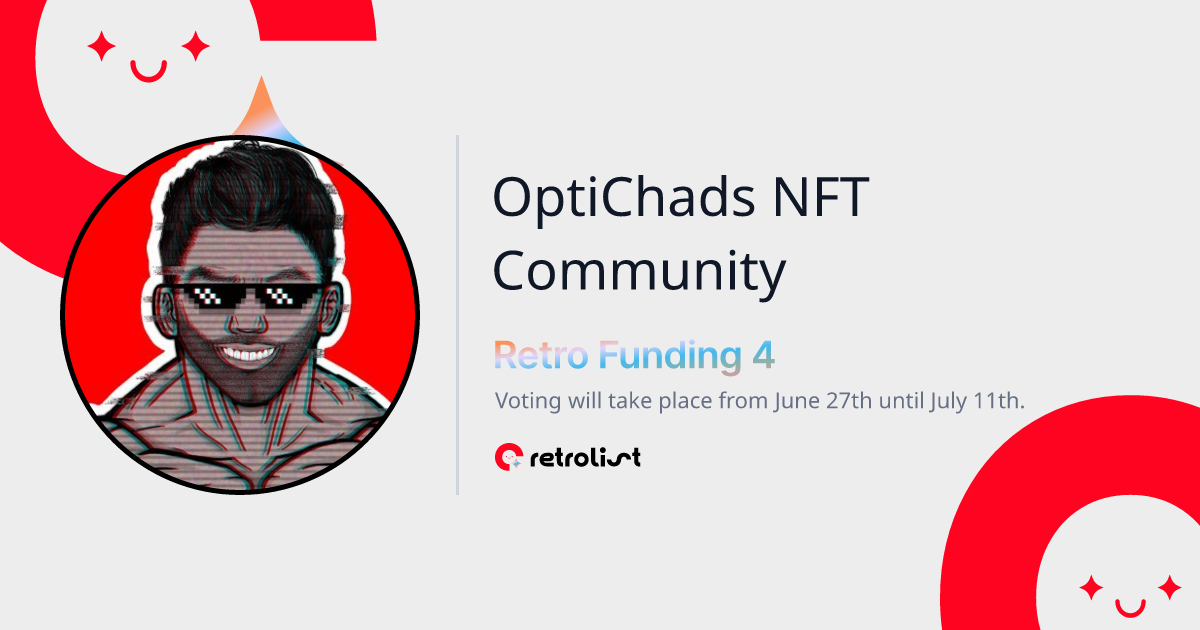 OptiChads NFT
Community
Retro Funding 4
Voting will take place from June 27th until July 11th.
retrolist